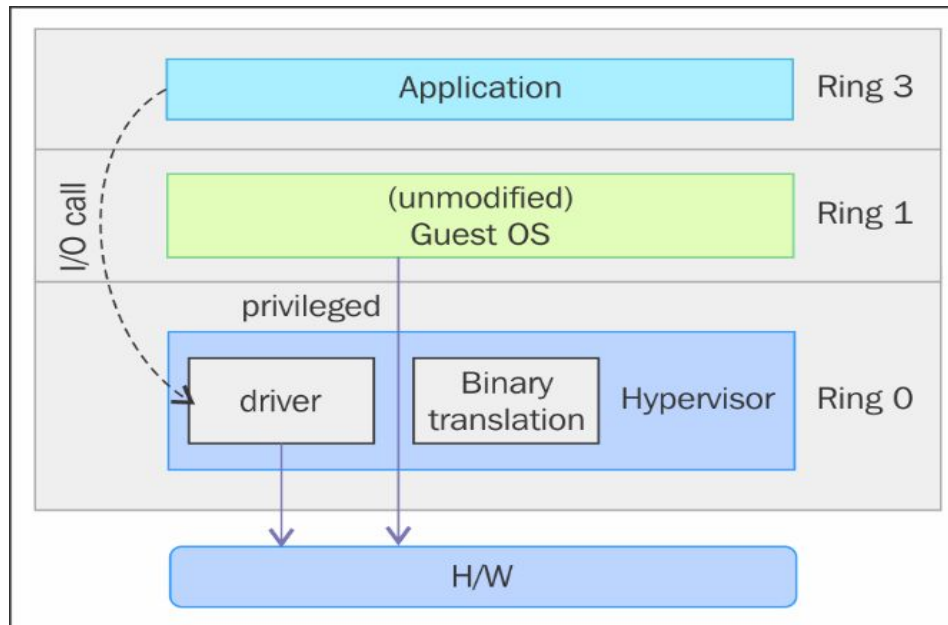 Application
Ring 3
I/O call
(unmodified)
Guest OS
Ring 1
privileged
driver
Binary
translation
Hypervisor
Ring 0
H/W